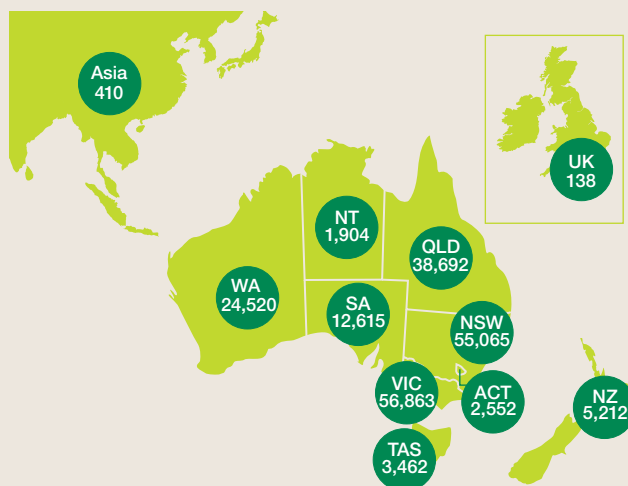 Asia
410
UK
138
NT
1,904
QLD
38,692
WA
24,520
SA
12,615
NSW
55,065
VIC
56,863
ACT
2,552
NZ
5,212
TAS
3,462